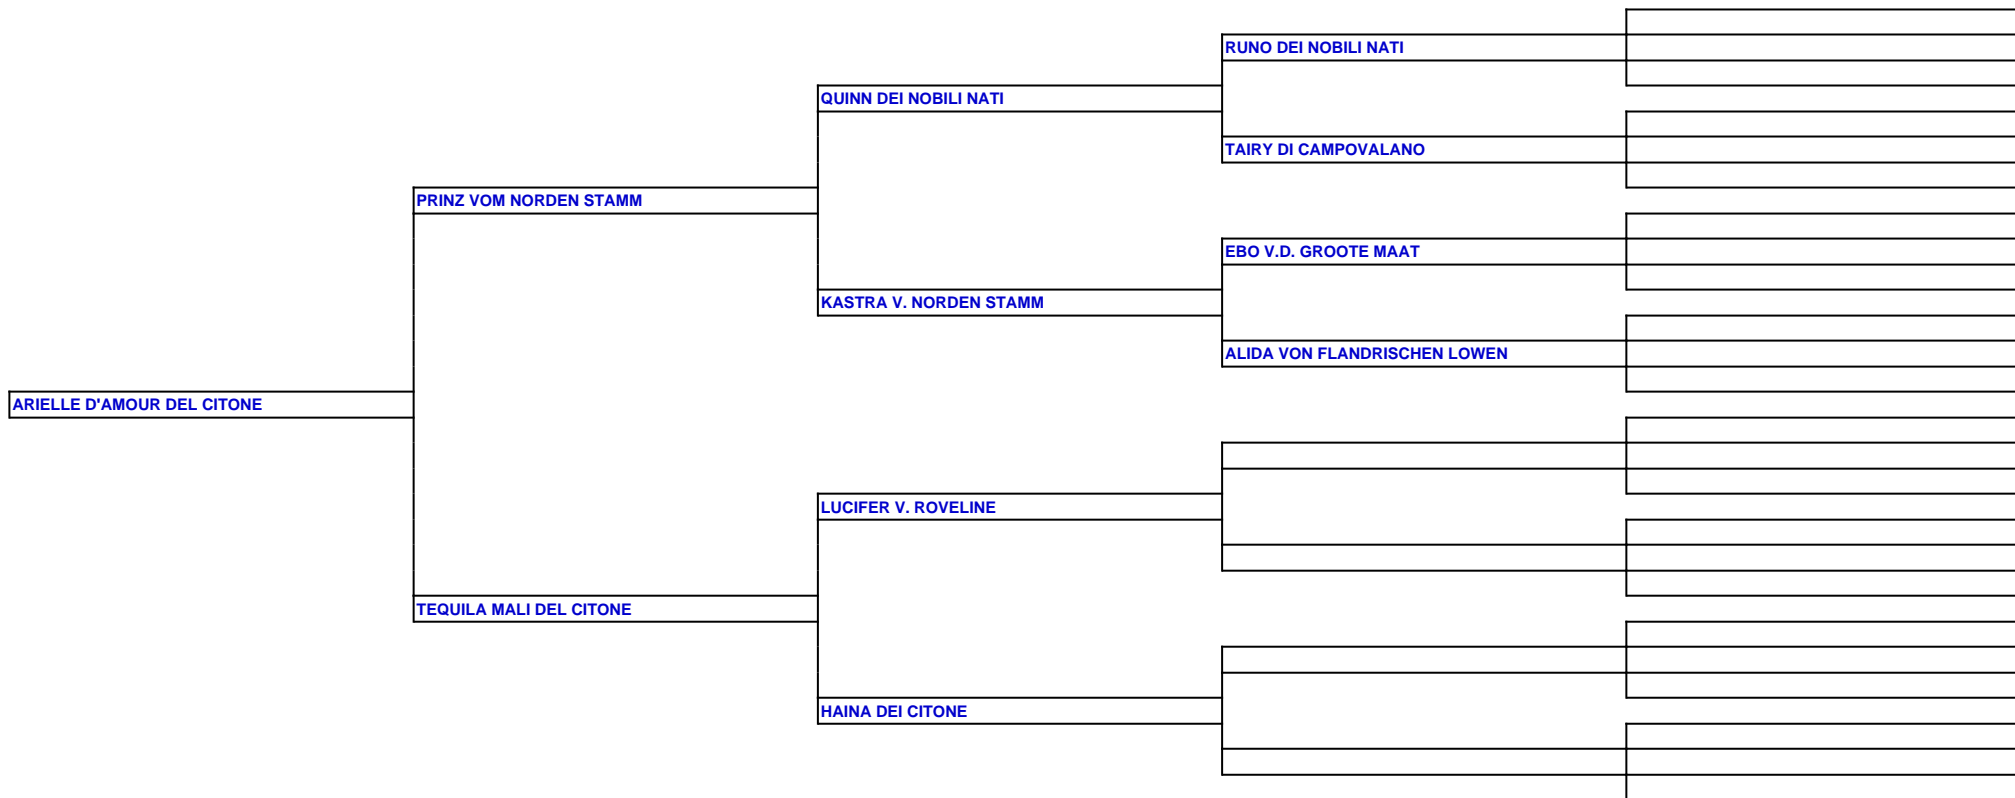 RUNO DEI NOBILI NATI
QUINN DEI NOBILI NATI
TAIRY DI CAMPOVALANO
PRINZ VOM NORDEN STAMM
EBO V.D. GROOTE MAAT
KASTRA V. NORDEN STAMM
ALIDA VON FLANDRISCHEN LOWEN
ARIELLE D'AMOUR DEL CITONE
LUCIFER V. ROVELINE
TEQUILA MALI DEL CITONE
HAINA DEI CITONE